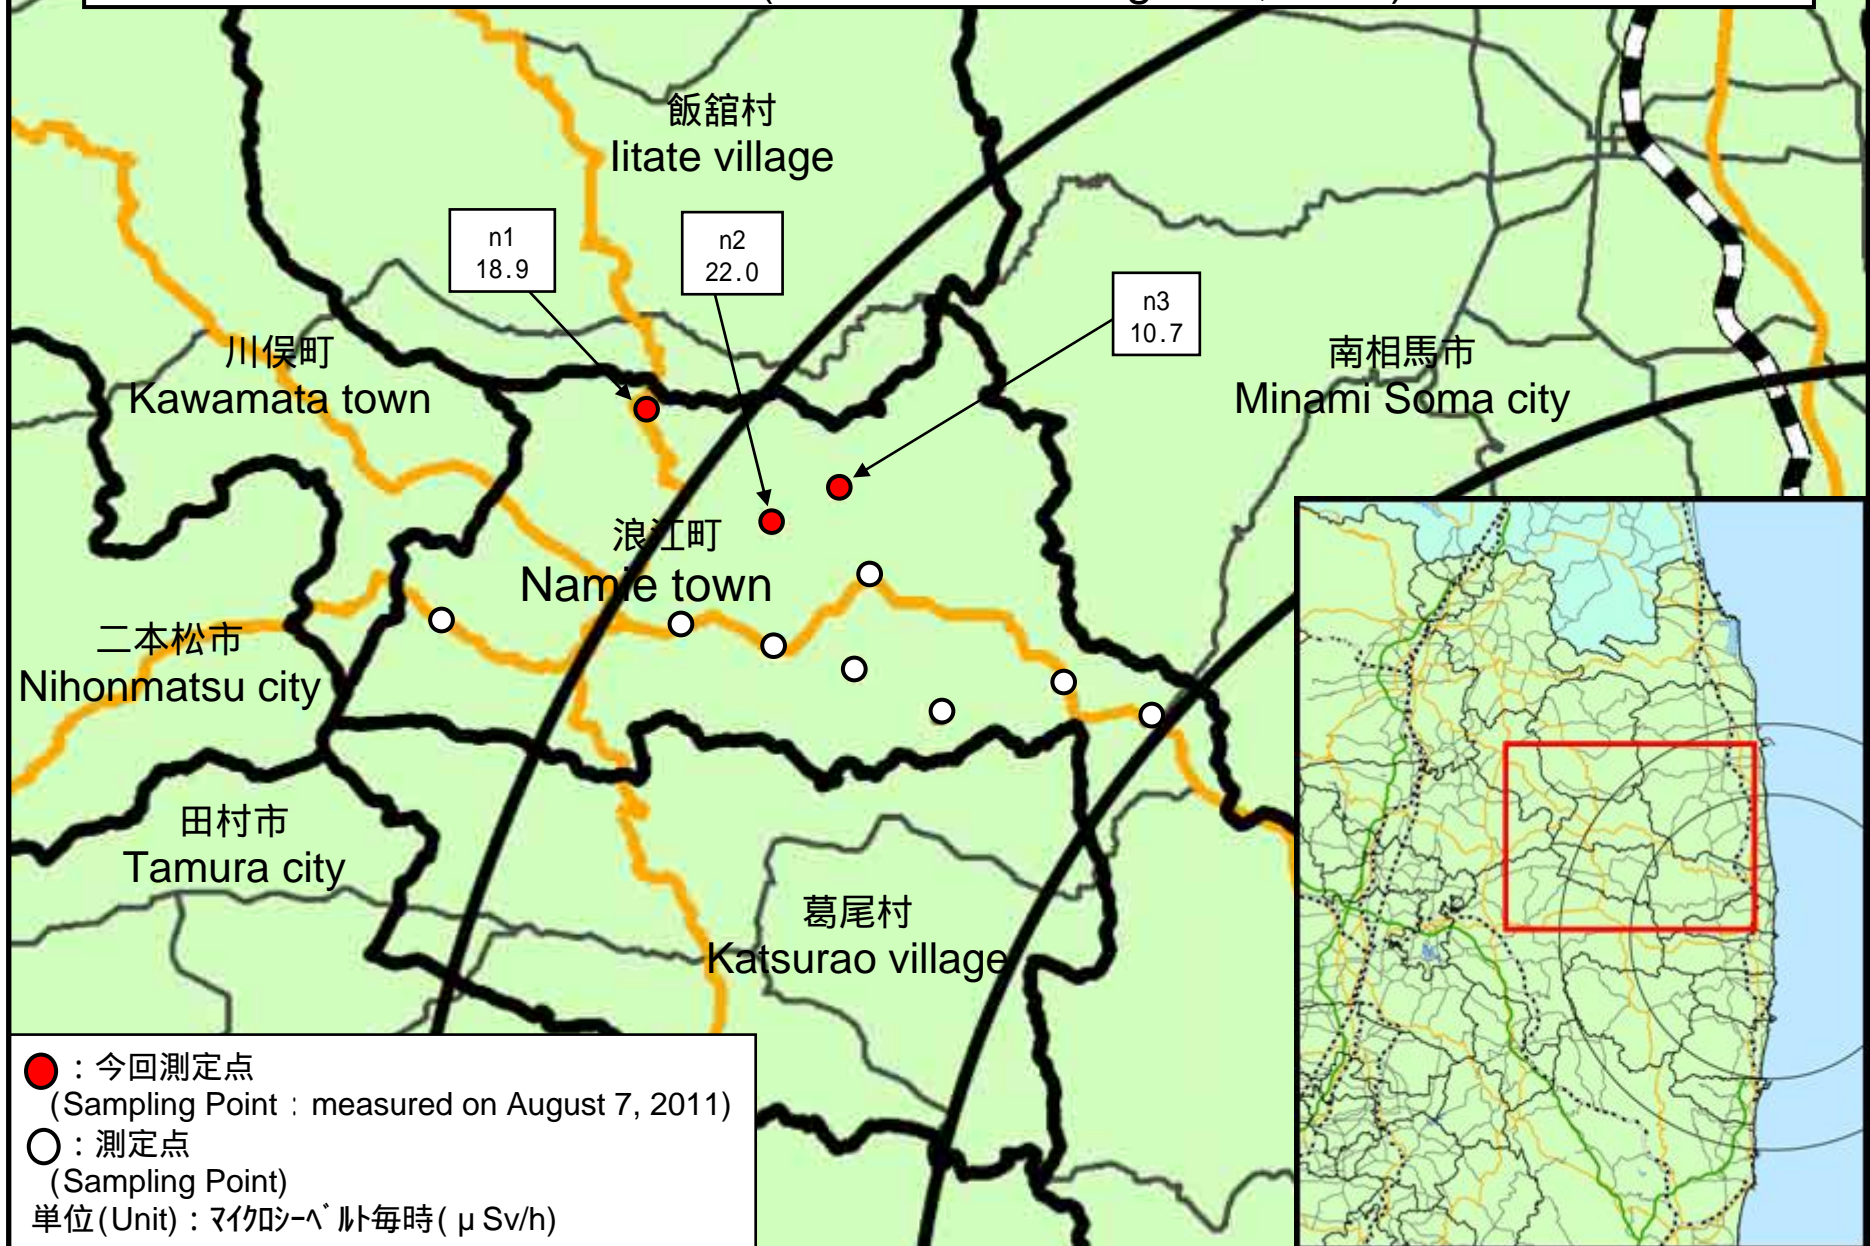 飯舘村
Iitate village
n1
18.9
n2
22.0
n3
10.7
川俣町
Kawamata town
南相馬市
Minami Soma city
浪江町
Namie town
二本松市
Nihonmatsu city
田村市
Tamura city
葛尾村
Katsurao village
：今回測定点
(Sampling Point：measured on August 7, 2011)
：測定点
(Sampling Point)
単位(Unit)：ﾏｲｸﾛｼｰﾍﾞﾙﾄ毎時( μ Sv/h)